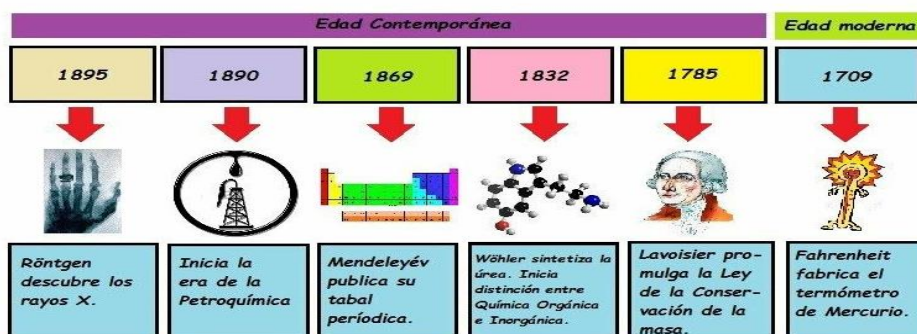 Edad Contemporánea
Edad moderna
1895
1890
1869
1832
1785
1709
Röntgen
descubre los
rayos X.
Inicia la
era de la
Petroquímica
Mendeleyév
publica su
tabal
períodica.
Wöhler sintetiza la
úrea. Inicia
distinción entre
Química Orgánica
e Inorgánica.
Lavoisier pro-
mulga la Ley
de la Conser-
vación de la
masa.
Fahrenheit
fabrica el
termómetro
de Mercurio.